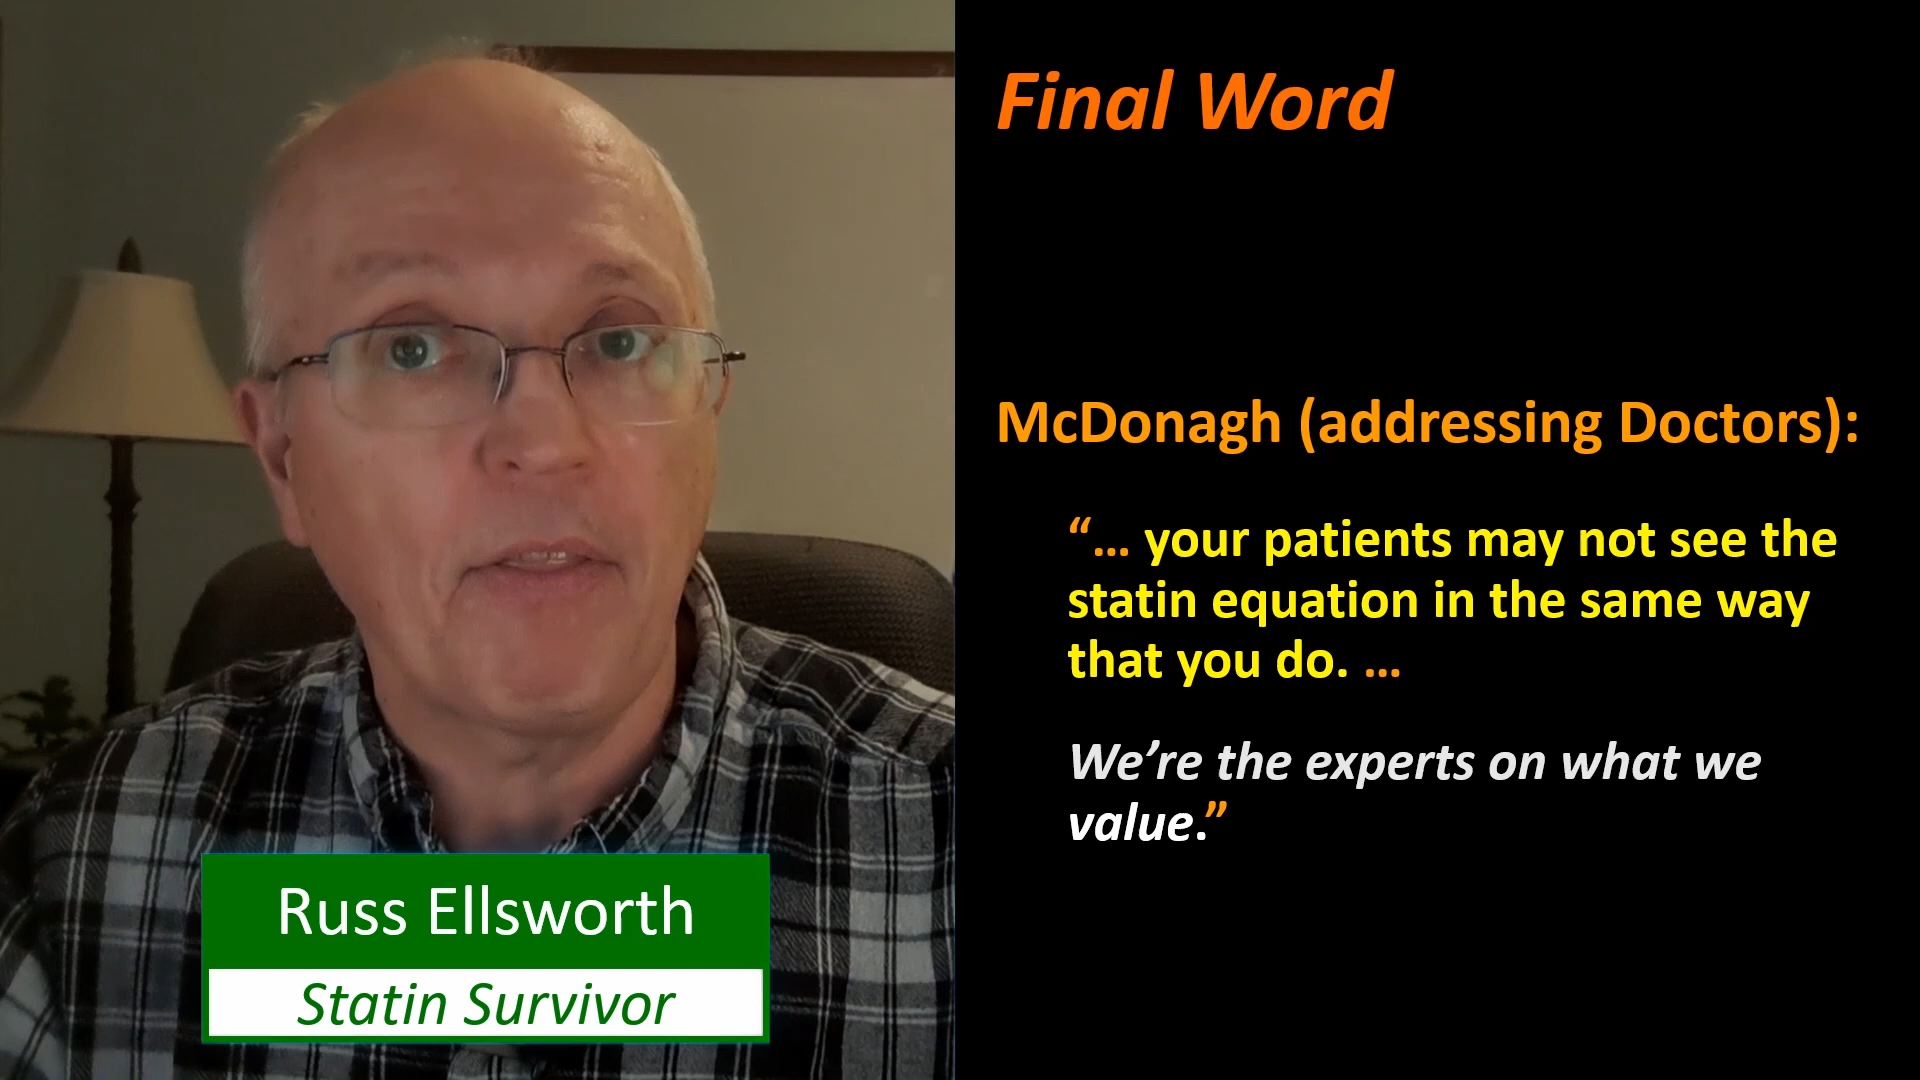 Final Word
McDonagh (addressing Doctors):
“… your patients may not see the
statin equation in the same way
that you do. …
We’re the experts on what we
value.”
Russ Ellsworth
Statin Survivor